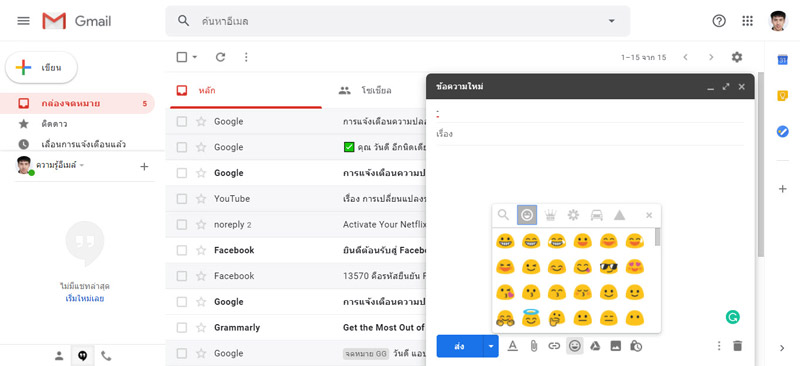 Gmail
ค้นหาอีเมล
เขียน
1–15 จาก 15
กล่องจดหมาย 5
ติดดาว
เลื่อนการแจ้งเตือนแล้ว
ความรู้อีเมล์
ไม่มีแชทล่าสุด
เริ่มใหม่เลย
หลัก
โซเชียล
Google การแจ้งเตือนความปลอ
Google ✅ คุณ วันดี อีกนิดเดีย
Google การแจ้งเตือนความป
YouTube เรื่อง การเปลี่ยนแปลง
noreply 2 Activate Your Netflix
Facebook ยินดีต้อนรับสู่ Facebo
Facebook 13570 คือรหัสยืนยัน F
Google การแจ้งเตือนความป
Grammarly Get the Most Out of
Google จดหมาย GG วันดี แอป
ข้อความใหม่
เรื่อง
ส่ง